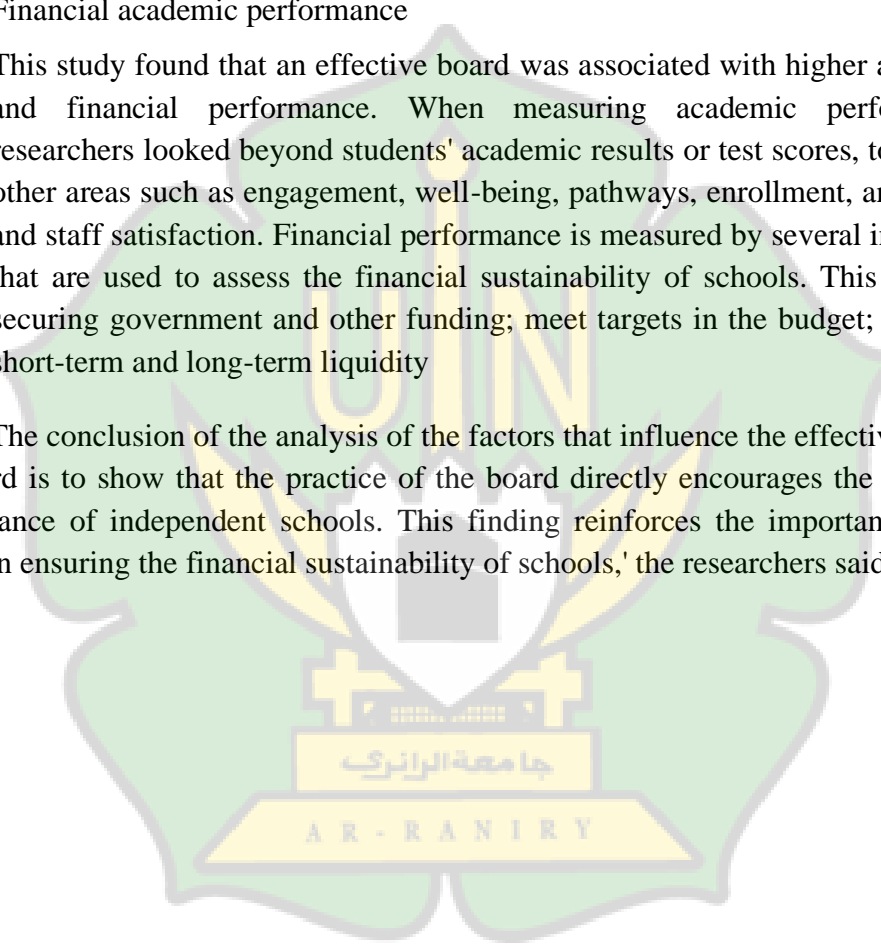 Financial academic performance
This study found that an effective board was associated with higher a
and financial performance. When measuring academic perfo
researchers looked beyond students' academic results or test scores, to
other areas such as engagement, well-being, pathways, enrollment, a
and staff satisfaction. Financial performance is measured by several i
that are used to assess the financial sustainability of schools. This
securing government and other funding; meet targets in the budget;
short-term and long-term liquidity
The conclusion of the analysis of the factors that influence the effectiv
rd is to show that the practice of the board directly encourages the
ance of independent schools. This finding reinforces the importan
n ensuring the financial sustainability of schools,' the researchers said
UIN
جامعة الرانري
AR-RANIRY